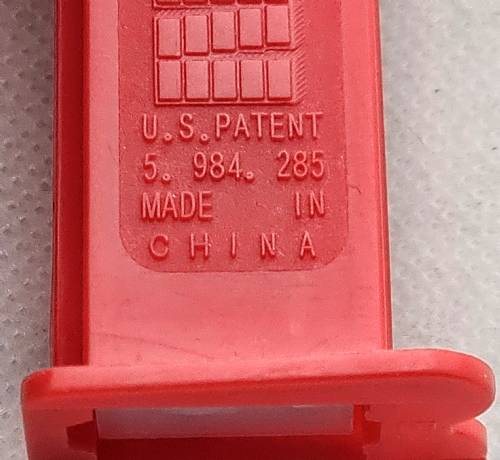 U.S.PATENT
5. 984. 285
MADE IN
CHINA